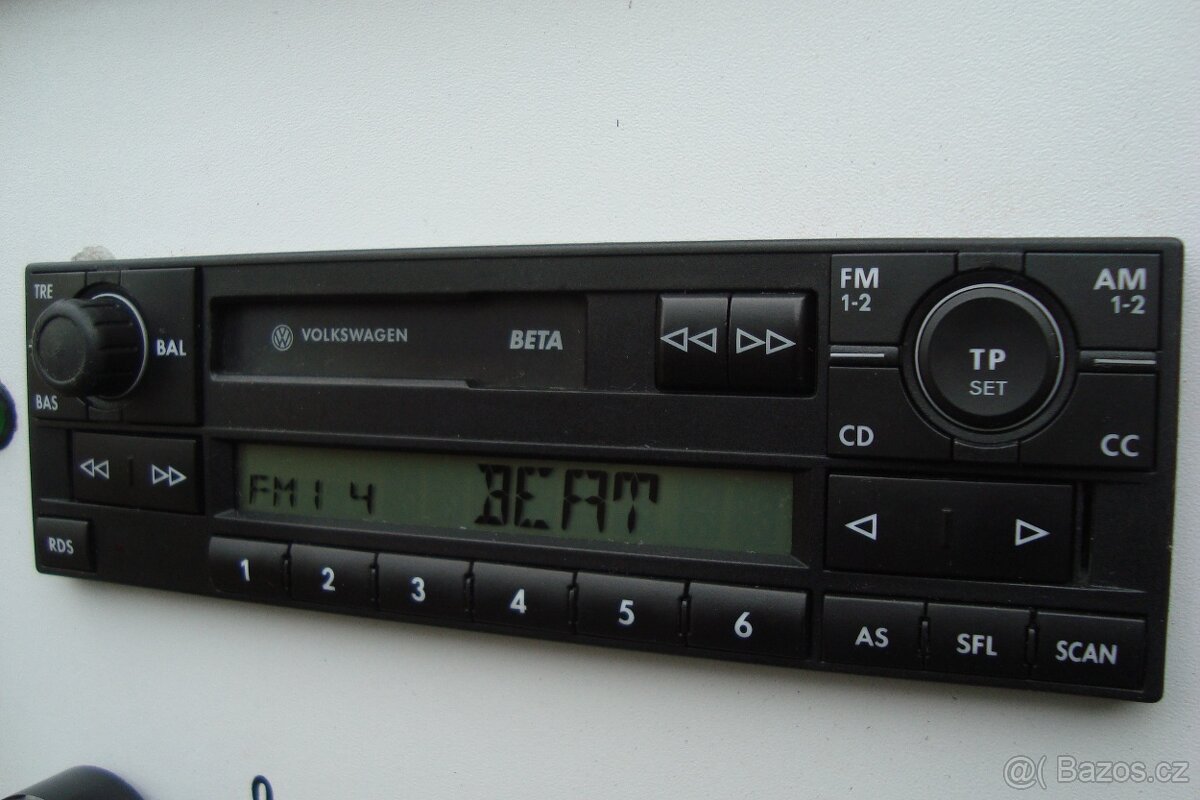 TRE
BAL
BAS
VOLKSWAGEN
BETA
FM
1-2
AM
1-2
TP
SET
CD
CC
FM1 4 BEAT
RDS
1 2 3 4 5 6
AS SFL SCAN
@( Bazos.cz